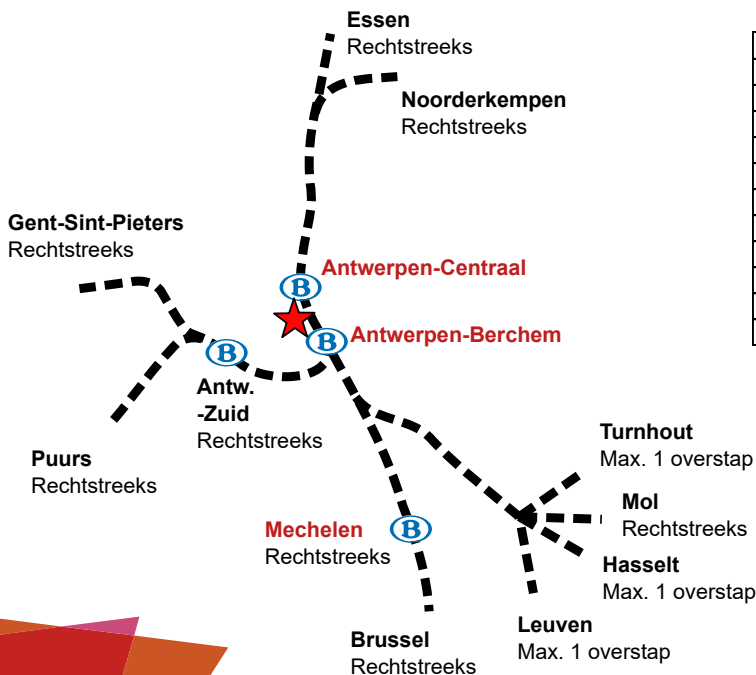 Essen
Rechtstreeks
Noorderkempen
Rechtstreeks
Gent-Sint-Pieters
Rechtstreeks
Antwerpen-Centraal
B
Antwerpen-Berchem
B
B
Antw.
-Zuid
Rechtstreeks
Puurs
Rechtstreeks
Turnhout
Max. 1 overstap
Mol
Rechtstreeks
Mechelen
Rechtstreeks
B
Hasselt
Max. 1 overstap
Leuven
Max. 1 overstap
Brussel
Rechtstreeks